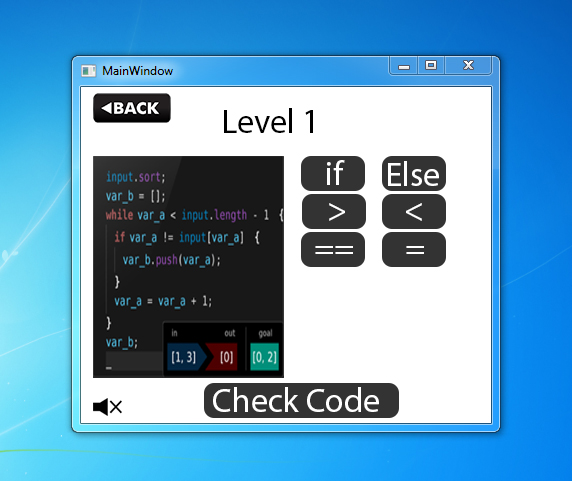 MainWindow
BACK
Level 1
input.sort;
var_b = [];
while var_a < input.length - 1 {
if var_a != input[var_a] {
var_b.push(var_a);
}
var_a = var_a + 1;
}
var_b;
_
in out goal
[1, 3] [0] [0, 2]
if Else
> <
== =
Check Code